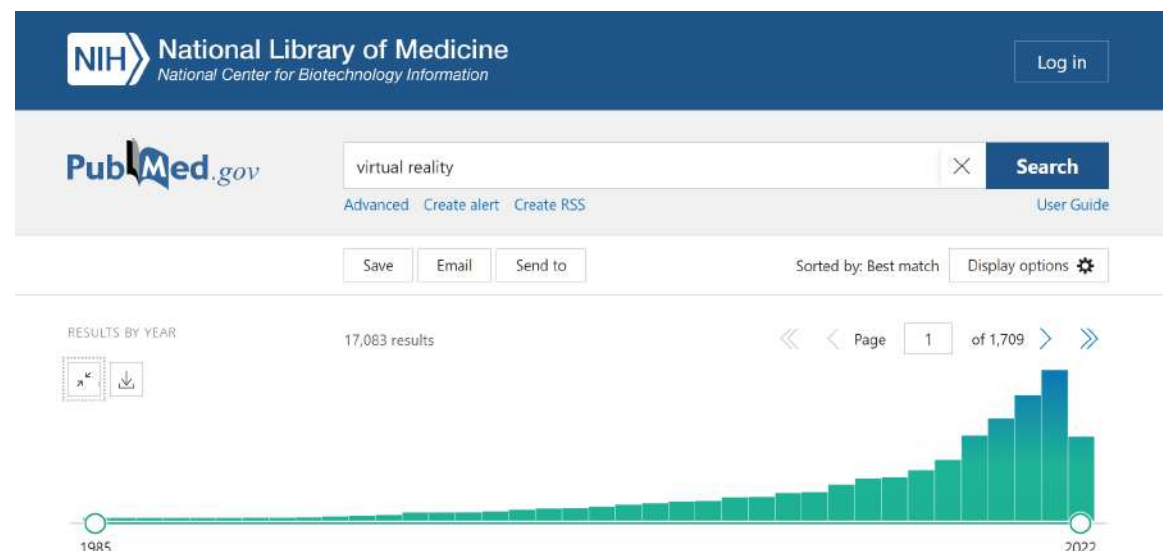 NIH National Library of Medicine
National Center for Biotechnology Information
Log in
PubMed.gov
virtual reality
Search
Advanced Create alert Create RSS
User Guide
Save Email Send to
Sorted by: Best match Display options
RESULTS BY YEAR
17,083 results
Page 1 of 1,709
1985
2022